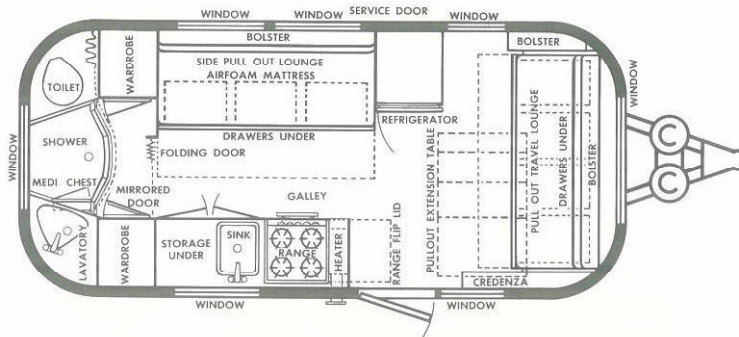 WINDOW
WINDOW
SERVICE DOOR
WINDOW
BOLSTER
BOLSTER
SIDE PULL OUT LOUNGE
AIRFOAM MATTRESS
WARDROBE
TOILET
WINDOW
REFRIGERATOR
DRAWERS UNDER
SHOWER
FOLDING DOOR
WINDOW
MEDI CHEST
MIRRORED
DOOR
GALLEY
PULLOUT EXTENSION TABLE
PULL OUT TRAVEL LOUNGE
DRAWERS UNDER
BOLSTER
LAVATORY
WARDROBE
STORAGE
UNDER
SINK
RANGE
HEATER
RANGE FLIP LID
CREDENZA
WINDOW
WINDOW